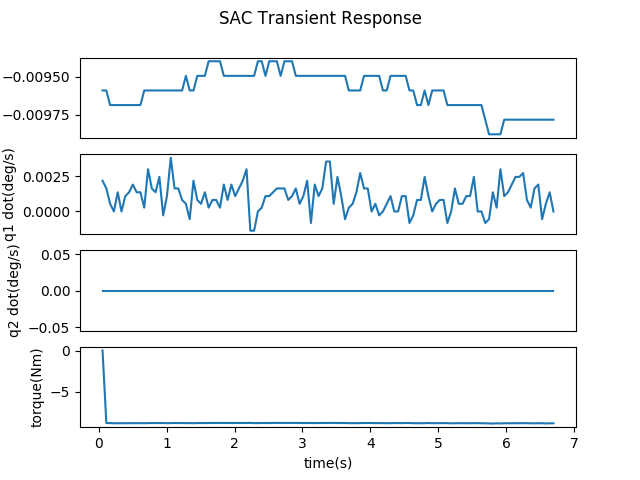 SAC Transient Response
−0.00950
−0.00975
q1 dot(deg/s)
0.0025
0.0000
q2 dot(deg/s)
0.05
0.00
−0.05
torque(Nm)
0
−5
0 1 2 3 4 5 6 7
time(s)